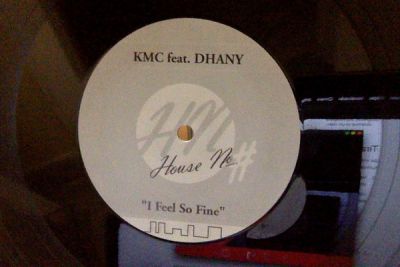 KMC feat. DHANY
HN
House No
#
"I Feel So Fine"